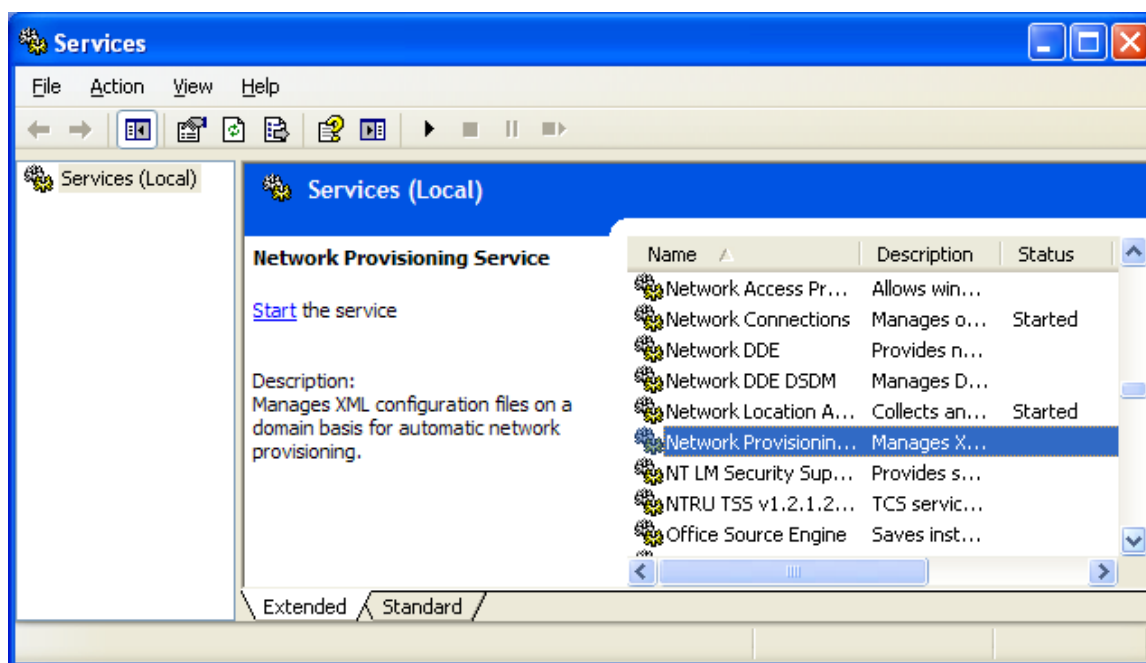 Services
File Action View Help
Services (Local)
Services (Local)
Network Provisioning Service
Start the service
Description:
Manages XML configuration files on a
domain basis for automatic network
provisioning.
Name Description Status
Network Access Pr... Allows win...
Network Connections Manages o... Started
Network DDE Provides n...
Network DDE DSDM Manages D...
Network Location A... Collects an... Started
Network Provisionin... Manages X...
NT LM Security Sup... Provides s...
NTRU TSS v1.2.1.2... TCS servic...
Office Source Engine Saves inst...
Extended Standard